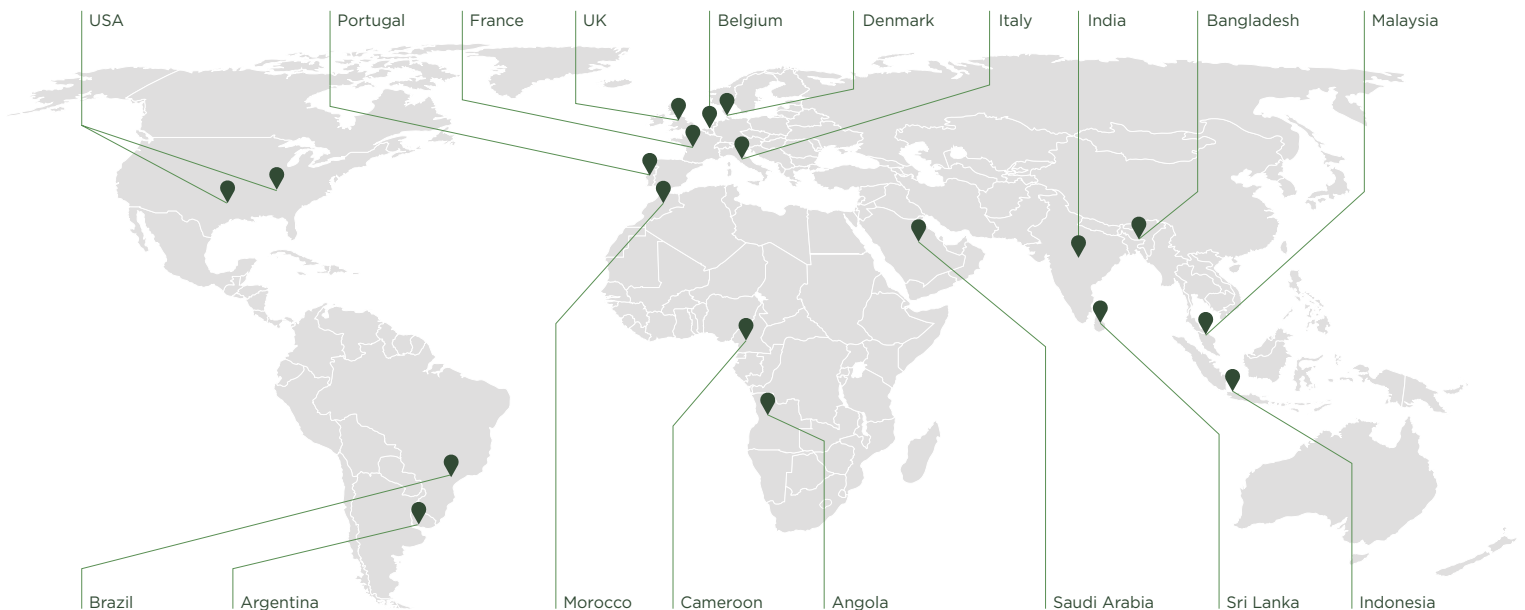 USA
Portugal
France
UK
Belgium
Denmark
Italy
India
Bangladesh
Malaysia
Brazil
Argentina
Morocco
Cameroon
Angola
Saudi Arabia
Sri Lanka
Indonesia